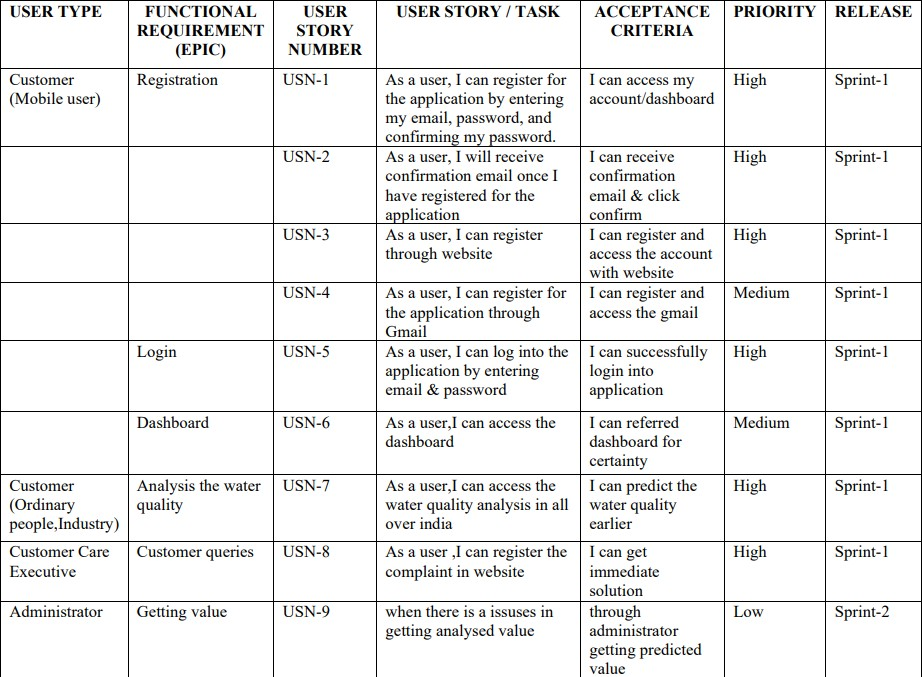 USER TYPE
FUNCTIONAL
REQUIREMENT
(EPIC)
USER
STORY
NUMBER
USER STORY / TASK
ACCEPTANCE
CRITERIA
PRIORITY
RELEASE
Customer
(Mobile user)
Registration
USN-1
As a user, I can register for
the application by entering
my email, password, and
confirming my password.
I can access my
account/dashboard
High
Sprint-1
USN-2
As a user, I will receive
confirmation email once I
have registered for the
application
I can receive
confirmation
email & click
confirm
High
Sprint-1
USN-3
As a user, I can register
through website
I can register and
access the account
with website
High
Sprint-1
USN-4
As a user, I can register for
the application through
Gmail
I can register and
access the gmail
Medium
Sprint-1
Login
USN-5
As a user, I can log into the
application by entering
email & password
I can successfully
login into
application
High
Sprint-1
Dashboard
USN-6
As a user,I can access the
dashboard
I can referred
dashboard for
certainty
Medium
Sprint-1
Customer
(Ordinary
people,Industry)
Analysis the water
quality
USN-7
As a user,I can access the
water quality analysis in all
over india
I can predict the
water quality
earlier
High
Sprint-1
Customer Care
Executive
Customer queries
USN-8
As a user ,I can register the
complaint in website
I can get
immediate
solution
High
Sprint-1
Administrator
Getting value
USN-9
when there is a issuses in
getting analysed value
through
administrator
getting predicted
value
Low
Sprint-2